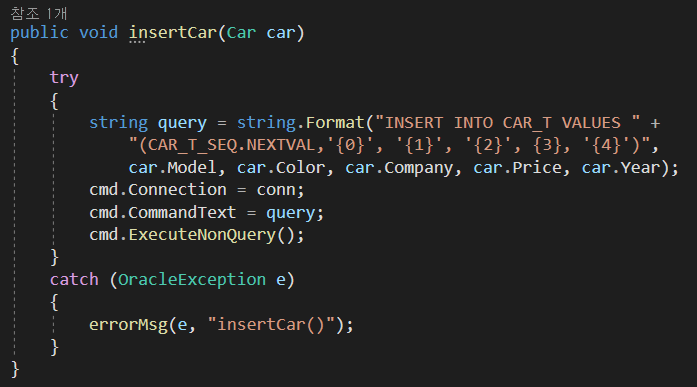 참조 1개
public void insertCar(Car car)
{
try
{
string query = string.Format("INSERT INTO CAR_T VALUES " +
"(CAR_T_SEQ.NEXTVAL,'{0}', '{1}', '{2}', {3}, '{4}')",
car.Model, car.Color, car.Company, car.Price, car.Year);
cmd.Connection = conn;
cmd.CommandText = query;
cmd.ExecuteNonQuery();
}
catch (OracleException e)
{
errorMsg(e, "insertCar()");
}
}